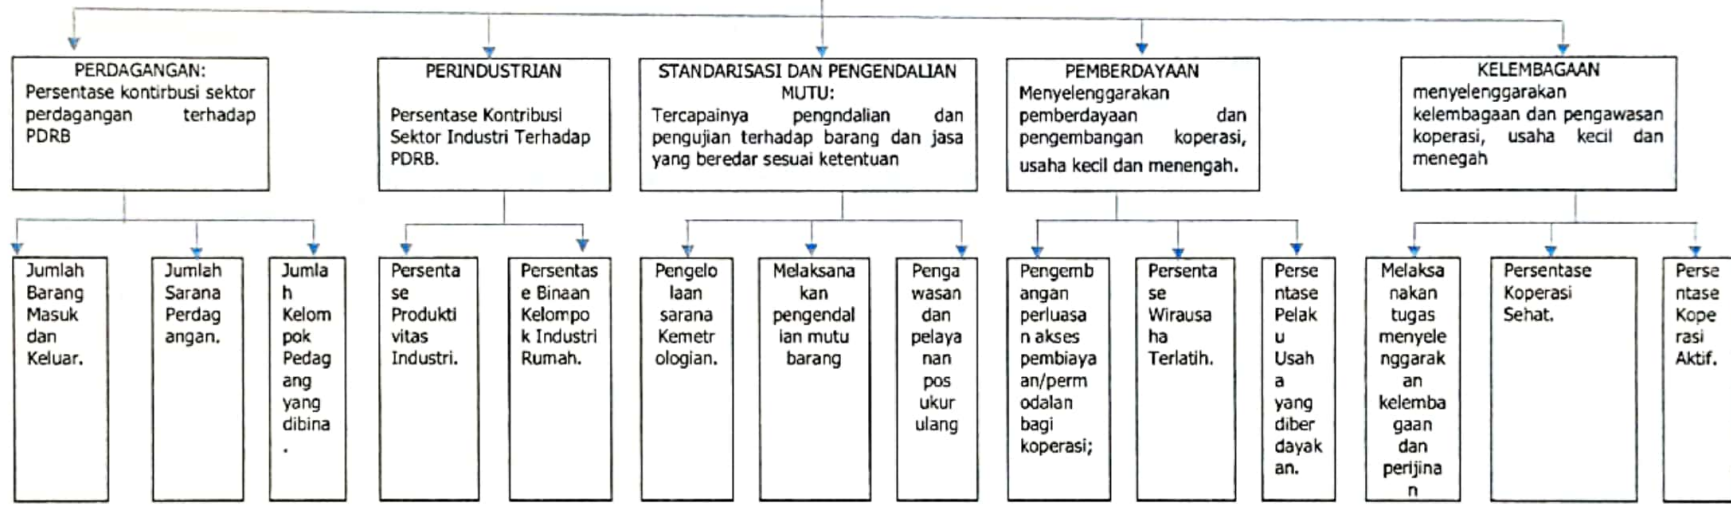 PERDAGANGAN:
Persentase kontirbusi sektor
perdagangan terhadap
PDRB
PERINDUSTRIAN
Persentase Kontribusi
Sektor Industri Terhadap
PDRB.
STANDARISASI DAN PENGENDALIAN
MUTU:
Tercapainya pengndalian dan
pengujian terhadap barang dan jasa
yang beredar sesuai ketentuan
PEMBERDAYAAN
Menyelenggarakan
pemberdayaan dan
pengembangan koperasi,
usaha kecil dan menengah.
KELEMBAGAAN
menyelenggarakan
kelembagaan dan pengawasan
koperasi, usaha kecil dan
menegah
Jumlah
Barang
Masuk
dan
Keluar.
Jumlah
Sarana
Perdag
angan.
Jumla
h
Kelom
pok
Pedag
ang
yang
dibina
.
Persenta
se
Produkti
vitas
Industri.
Persentas
e Binaan
Kelompo
k Industri
Rumah.
Pengelo
laan
sarana
Kemetr
ologian.
Melaksana
kan
pengendal
ian mutu
barang
Penga
wasan
dan
pelaya
nan
pos
ukur
ulang
Pengemb
angan
perluasa
n akses
pembiaya
an/perm
odalan
bagi
koperasi;
Persenta
se
Wirausa
ha
Terlatih.
Perse
ntase
Pelak
u
Usah
a
yang
diber
dayak
an.
Melaksa
nakan
tugas
menyele
nggarak
an
kelemba
gaan
dan
perijina
n
Persentase
Koperasi
Sehat.
Perse
ntase
Kope
rasi
Aktif.